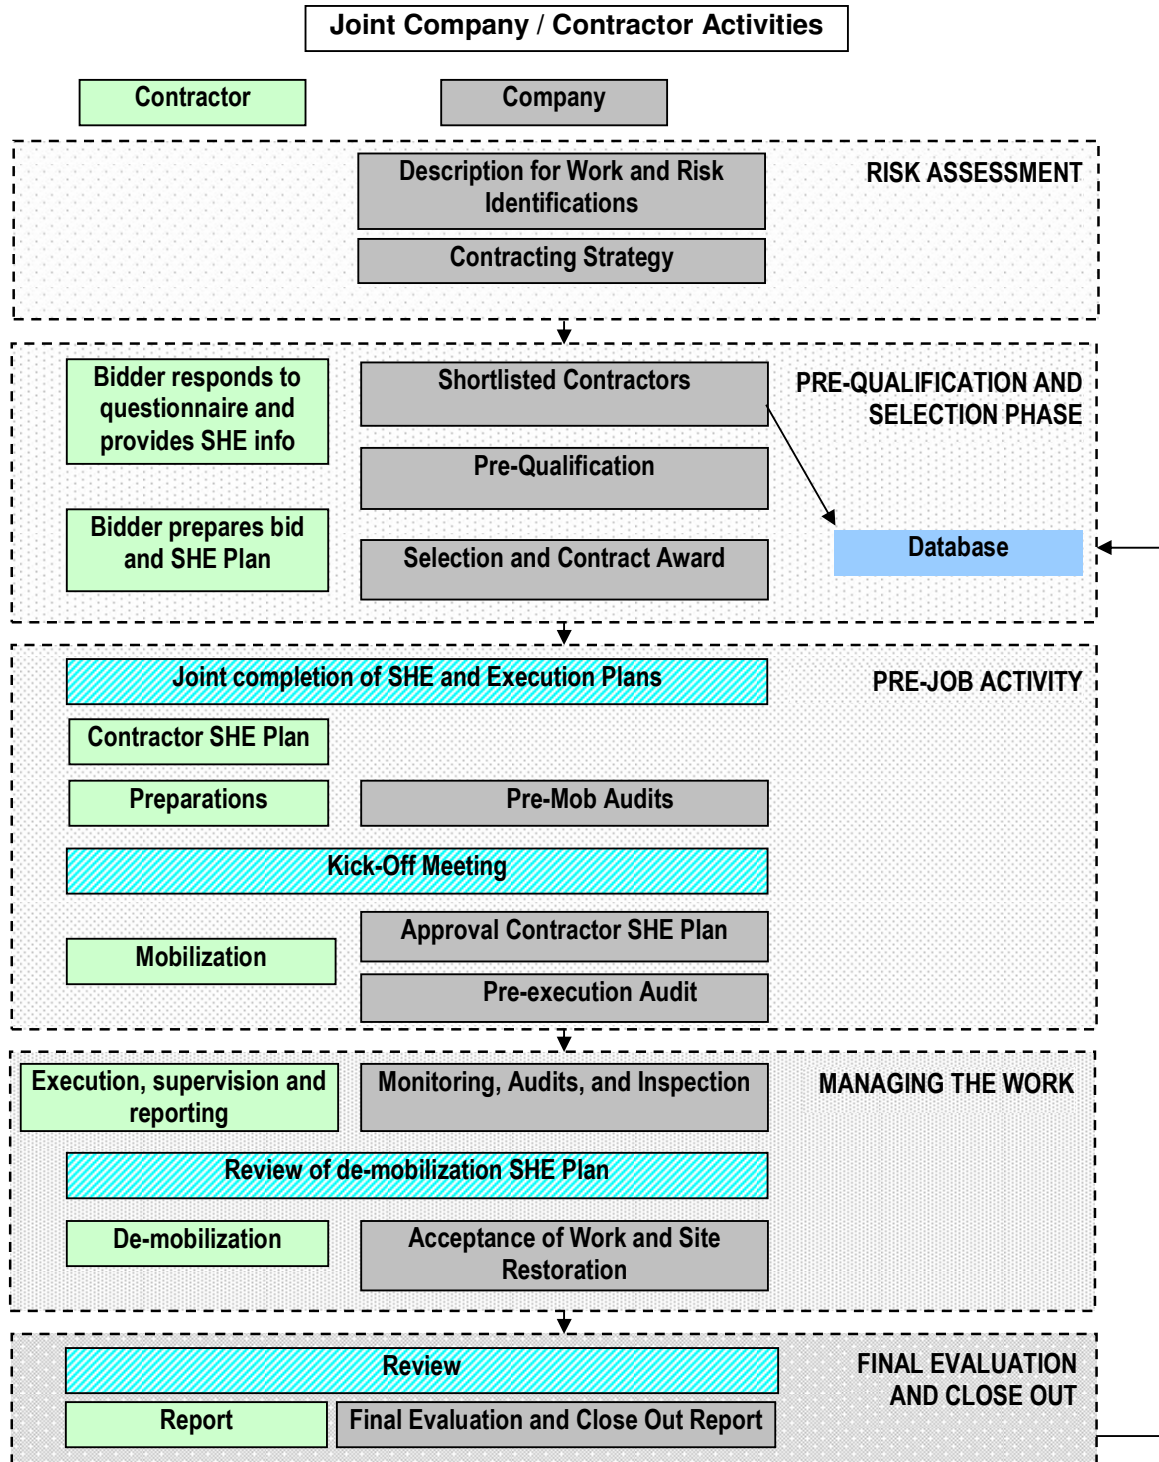 Joint Company / Contractor Activities
Contractor
Company
Description for Work and Risk
Identifications
RISK ASSESSMENT
Contracting Strategy
Bidder responds to
questionnaire and
provides SHE info
Shortlisted Contractors
PRE-QUALIFICATION AND
SELECTION PHASE
Pre-Qualification
Bidder prepares bid
and SHE Plan
Selection and Contract Award
Database
Joint completion of SHE and Execution Plans
PRE-JOB ACTIVITY
Contractor SHE Plan
Preparations
Pre-Mob Audits
Kick-Off Meeting
Approval Contractor SHE Plan
Mobilization
Pre-execution Audit
Execution, supervision and
reporting
Monitoring, Audits, and Inspection
MANAGING THE WORK
Review of de-mobilization SHE Plan
De-mobilization
Acceptance of Work and Site
Restoration
Review
FINAL EVALUATION
AND CLOSE OUT
Report
Final Evaluation and Close Out Report